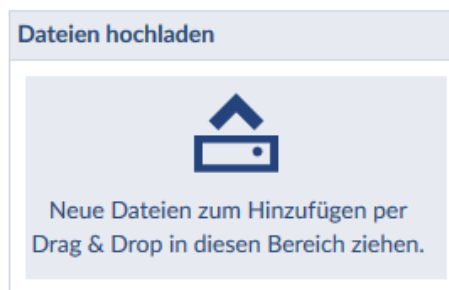 Dateien hochladen
Neue Dateien zum Hinzufügen per
Drag & Drop in diesen Bereich ziehen.